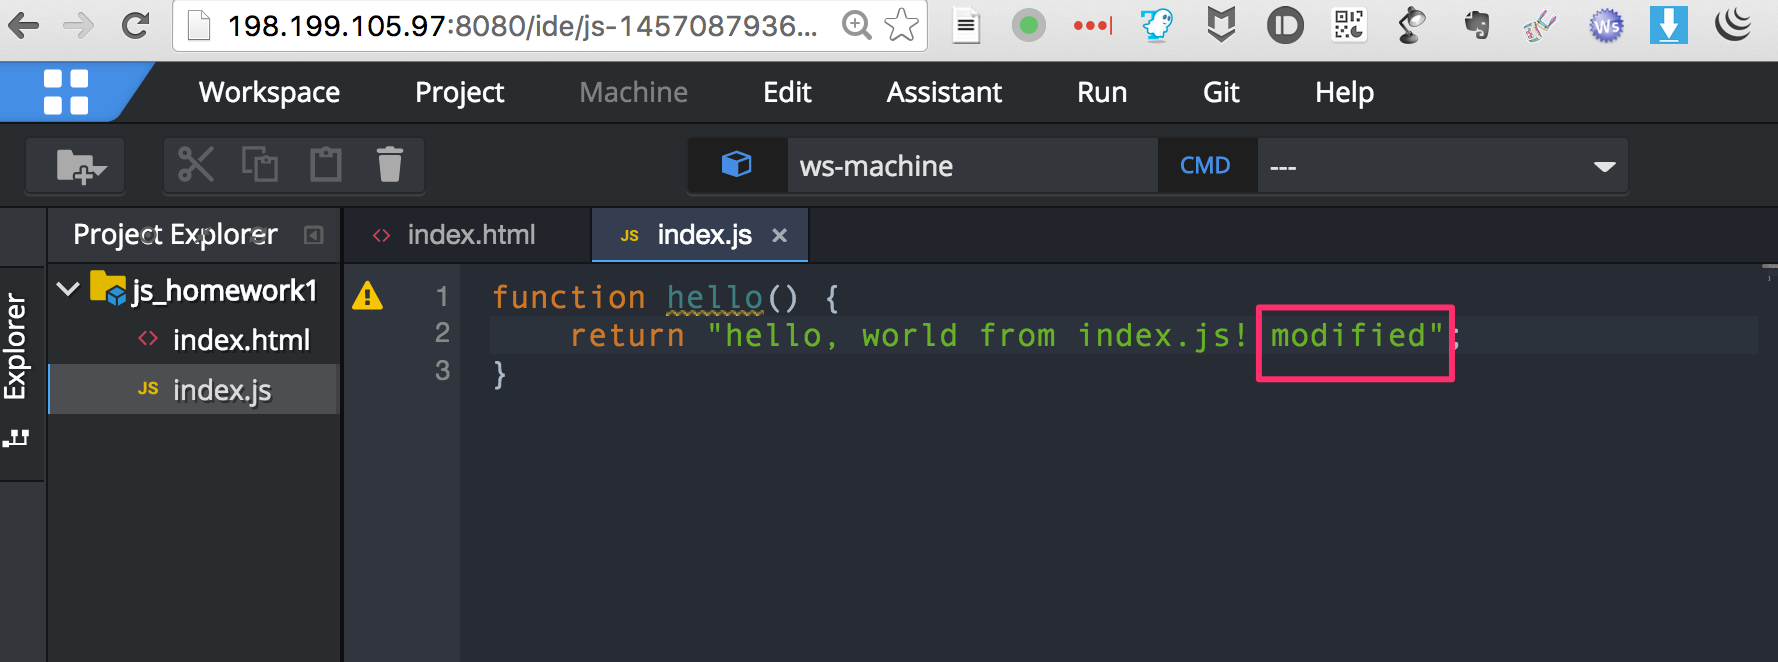 198.199.105.97:8080/ide/js-1457087936...
Workspace Project Machine Edit Assistant Run Git Help
ws-machine CMD ---
Project Explorer
index.html
JS index.js ×
Explorer
js_homework1
<> index.html
JS index.js
1 function hello() {
2 return "hello, world from index.js! modified";
3 }
Ws